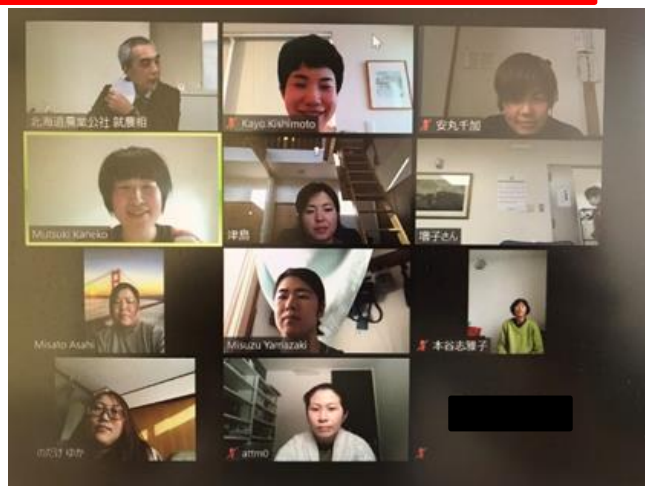 北海道農業公社 就農相
Kayo Kishimoto
安丸千加
Mutsuki Kaneko
津島
増子さん
Misato Asahi
Misuzu Yamazaki
本谷志雅子
のだけ ゆか
attm0